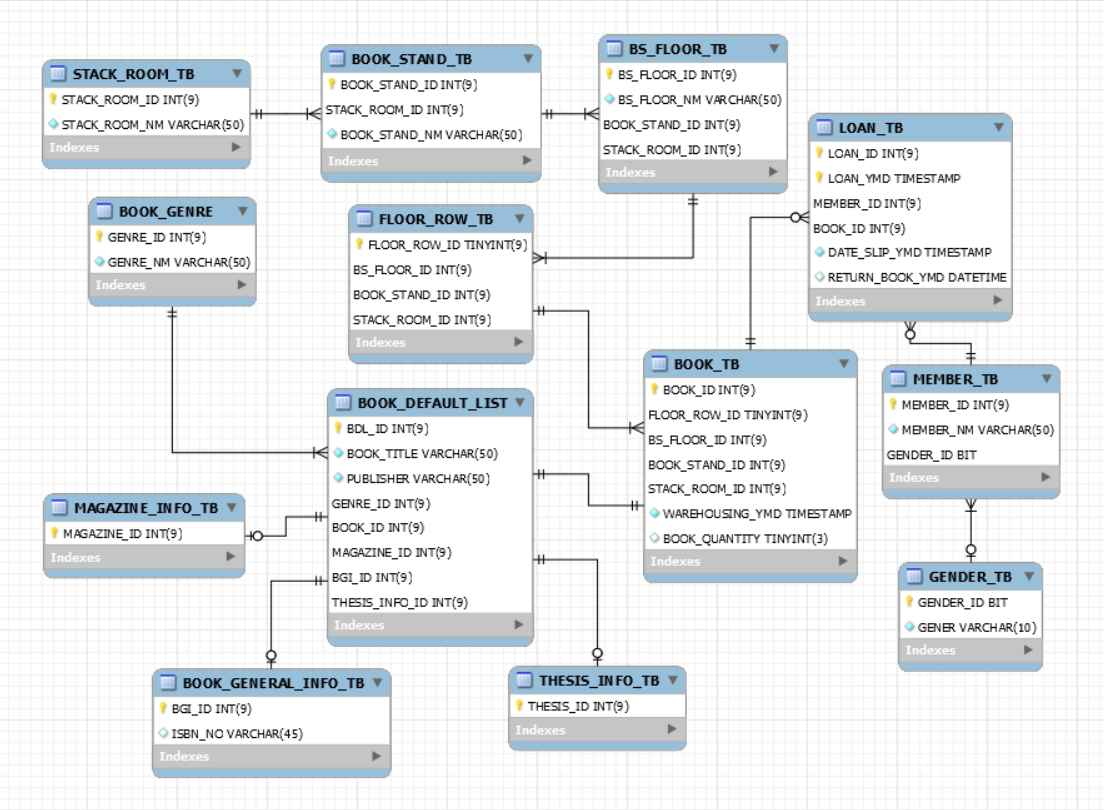 STACK_ROOM_TB
STACK_ROOM_ID INT(9)
STACK_ROOM_NM VARCHAR(50)
Indexes
BOOK_STAND_TB
BOOK_STAND_ID INT(9)
STACK_ROOM_ID INT(9)
BOOK_STAND_NM VARCHAR(50)
Indexes
BS_FLOOR_TB
BS_FLOOR_ID INT(9)
BS_FLOOR_NM VARCHAR(50)
BOOK_STAND_ID INT(9)
STACK_ROOM_ID INT(9)
Indexes
LOAN_TB
LOAN_ID INT(9)
LOAN_YMD TIMESTAMP
MEMBER_ID INT(9)
BOOK_ID INT(9)
DATE_SLIP_YMD TIMESTAMP
RETURN_BOOK_YMD DATETIME
Indexes
BOOK_GENRE
GENRE_ID INT(9)
GENRE_NM VARCHAR(50)
Indexes
FLOOR_ROW_TB
FLOOR_ROW_ID TINYINT(9)
BS_FLOOR_ID INT(9)
BOOK_STAND_ID INT(9)
STACK_ROOM_ID INT(9)
Indexes
BOOK_TB
BOOK_ID INT(9)
FLOOR_ROW_ID TINYINT(9)
BS_FLOOR_ID INT(9)
BOOK_STAND_ID INT(9)
STACK_ROOM_ID INT(9)
WAREHOUSING_YMD TIMESTAMP
BOOK_QUANTITY TINYINT(3)
Indexes
MEMBER_TB
MEMBER_ID INT(9)
MEMBER_NM VARCHAR(50)
GENDER_ID BIT
Indexes
BOOK_DEFAULT_LIST
BDL_ID INT(9)
BOOK_TITLE VARCHAR(50)
PUBLISHER VARCHAR(50)
GENRE_ID INT(9)
BOOK_ID INT(9)
MAGAZINE_ID INT(9)
BGI_ID INT(9)
THESIS_INFO_ID INT(9)
Indexes
MAGAZINE_INFO_TB
MAGAZINE_ID INT(9)
Indexes
GENDER_TB
GENDER_ID BIT
GENER VARCHAR(10)
Indexes
BOOK_GENERAL_INFO_TB
BGI_ID INT(9)
ISBN_NO VARCHAR(45)
Indexes
THESIS_INFO_TB
THESIS_ID INT(9)
Indexes